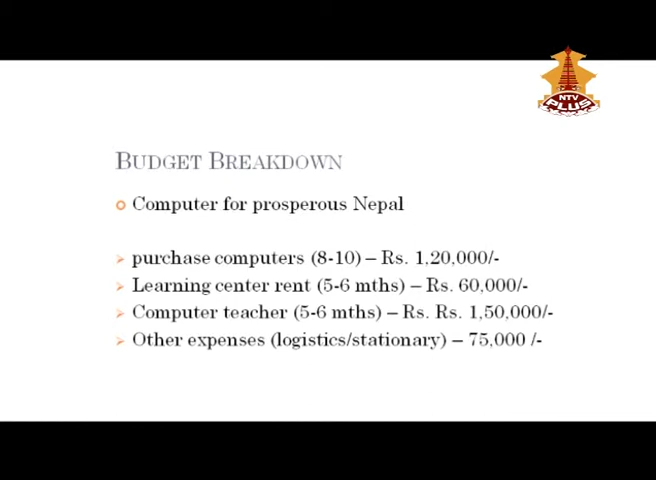 NTV
PLUS
BUDGET BREAKDOWN
Computer for prosperous Nepal
purchase computers (8-10) – Rs. 1,20,000/-
Learning center rent (5-6 mths) – Rs. 60,000/-
Computer teacher (5-6 mths) – Rs. Rs. 1,50,000/-
Other expenses (logistics/stationary) – 75,000 /-